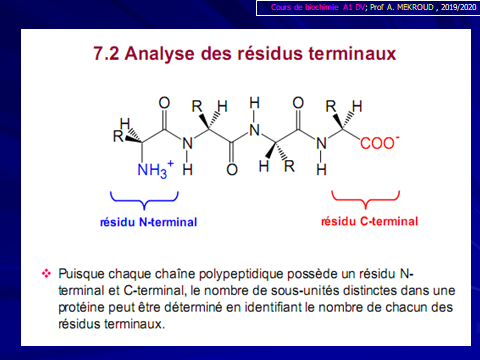 Cours de biochimie A1 DV; Prof A. MEKROUD , 2019/2020
7.2 Analyse des résidus terminaux
H O R H H O R H
R N N N COO-
NH3+ H O H R H
résidu N-terminal résidu C-terminal
Puisque chaque chaîne polypeptidique possède un résidu N-
terminal et C-terminal, le nombre de sous-unités distinctes dans une
protéine peut être déterminé en identifiant le nombre de chacun des
résidus terminaux.